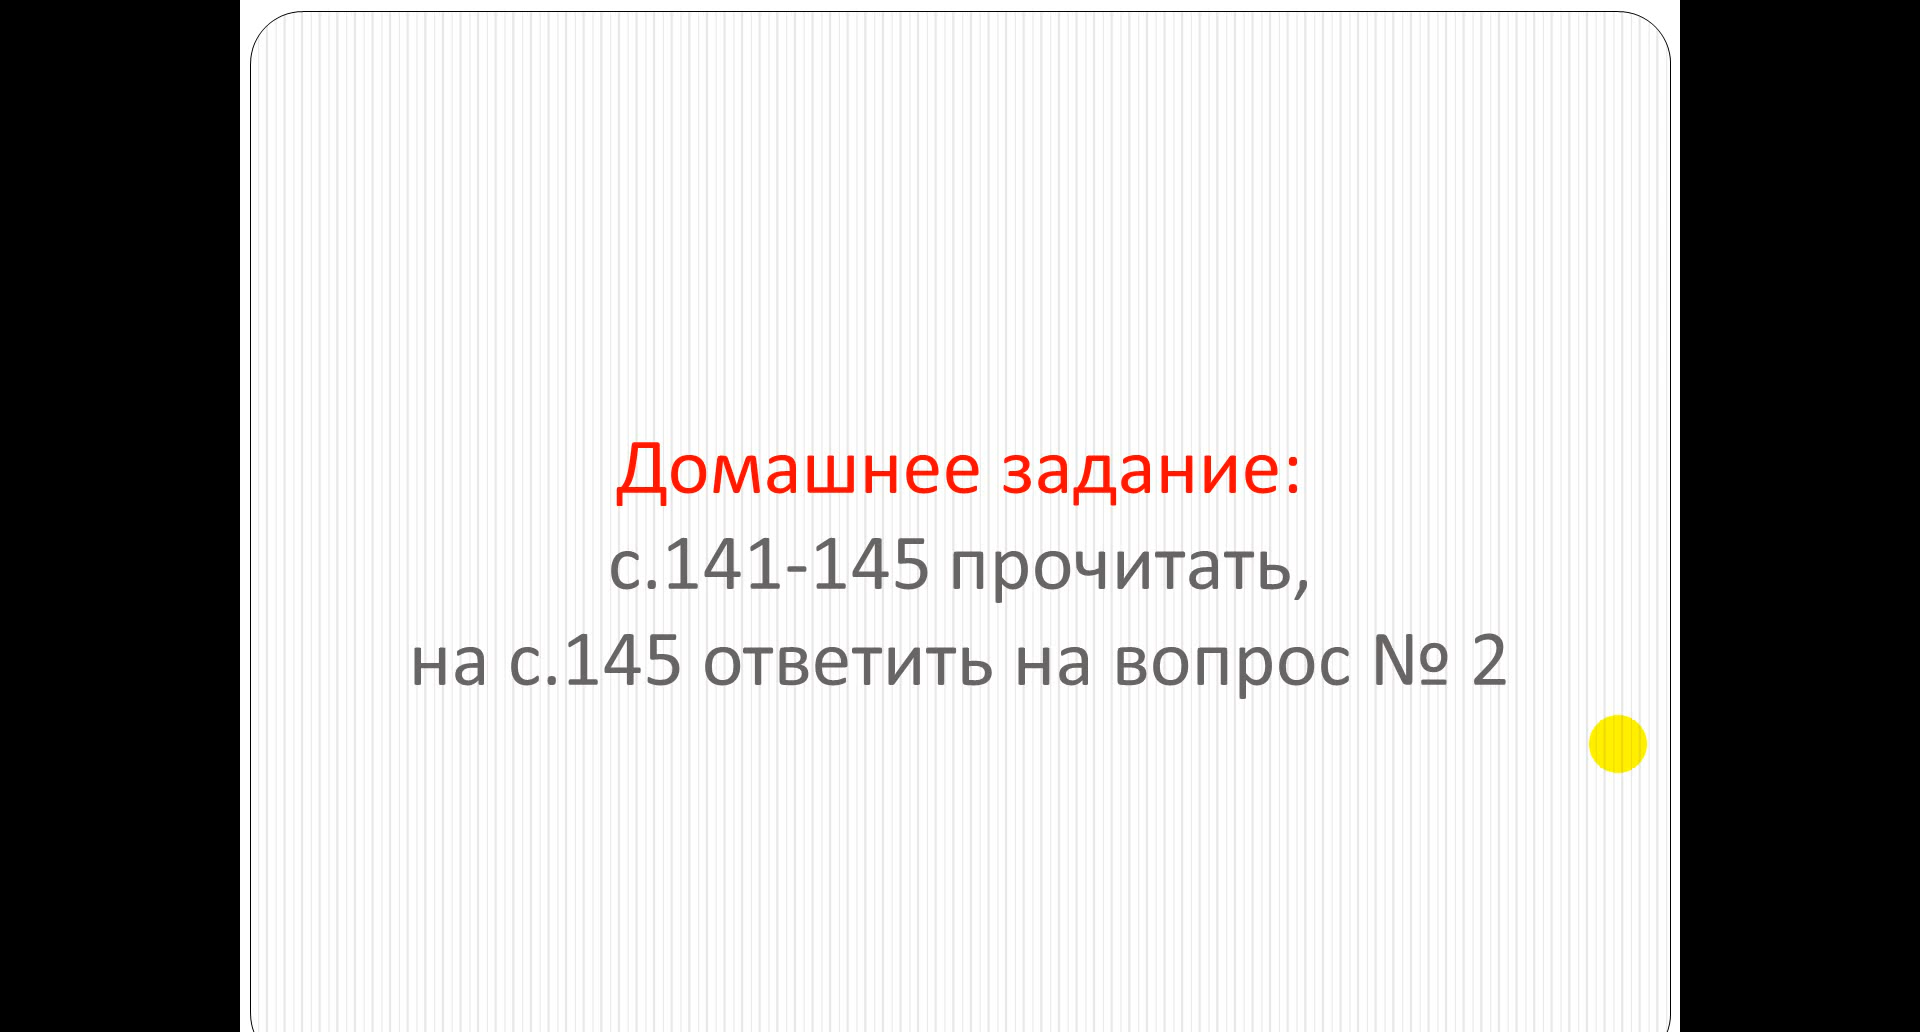 Домашнее задание:
с.141-145 прочитать,
на с.145 ответить на вопрос № 2